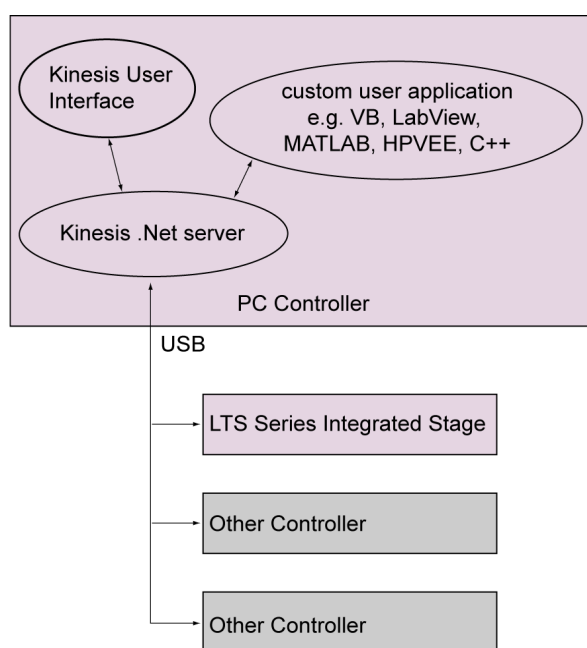 Kinesis User
Interface
custom user application
e.g. VB, LabView,
MATLAB, HPVEE, C++
Kinesis .Net server
PC Controller
USB
LTS Series Integrated Stage
Other Controller
Other Controller